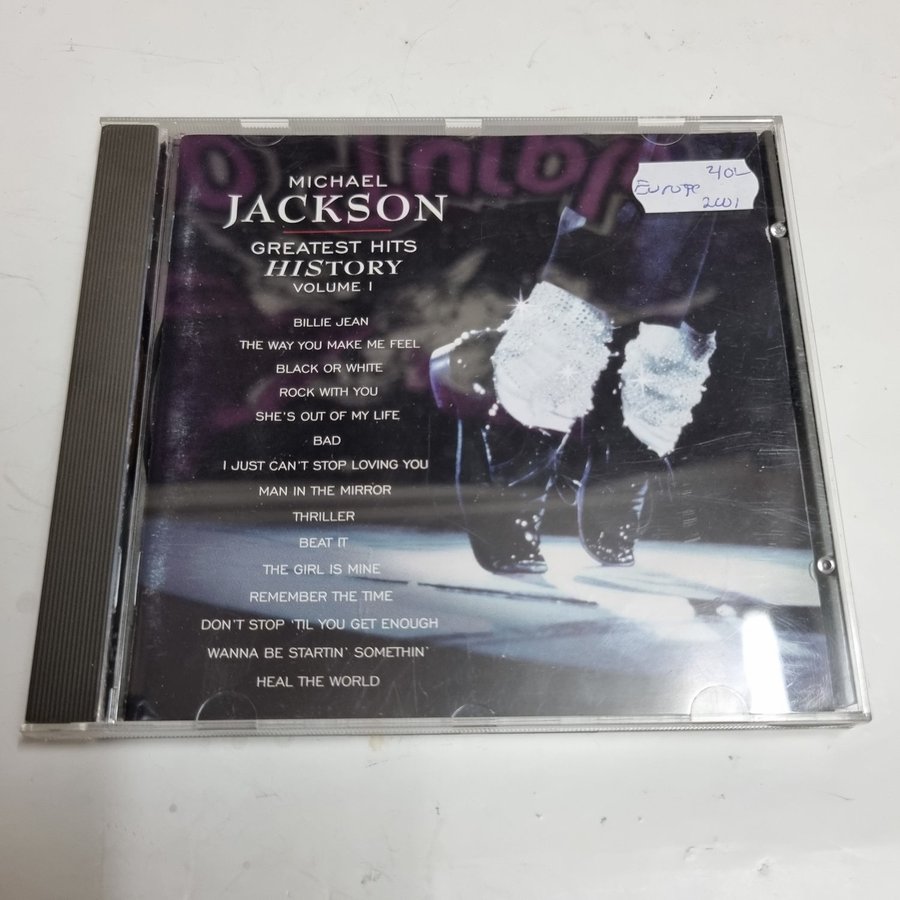 MICHAEL
JACKSON
GREATEST HITS
HISTORY
VOLUME I
BILLIE JEAN
THE WAY YOU MAKE ME FEEL
BLACK OR WHITE
ROCK WITH YOU
SHE'S OUT OF MY LIFE
BAD
I JUST CAN'T STOP LOVING YOU
MAN IN THE MIRROR
THRILLER
BEAT IT
THE GIRL IS MINE
REMEMBER THE TIME
DON'T STOP 'TIL YOU GET ENOUGH
WANNA BE STARTIN' SOMETHIN'
HEAL THE WORLD
40L
Europe
2001